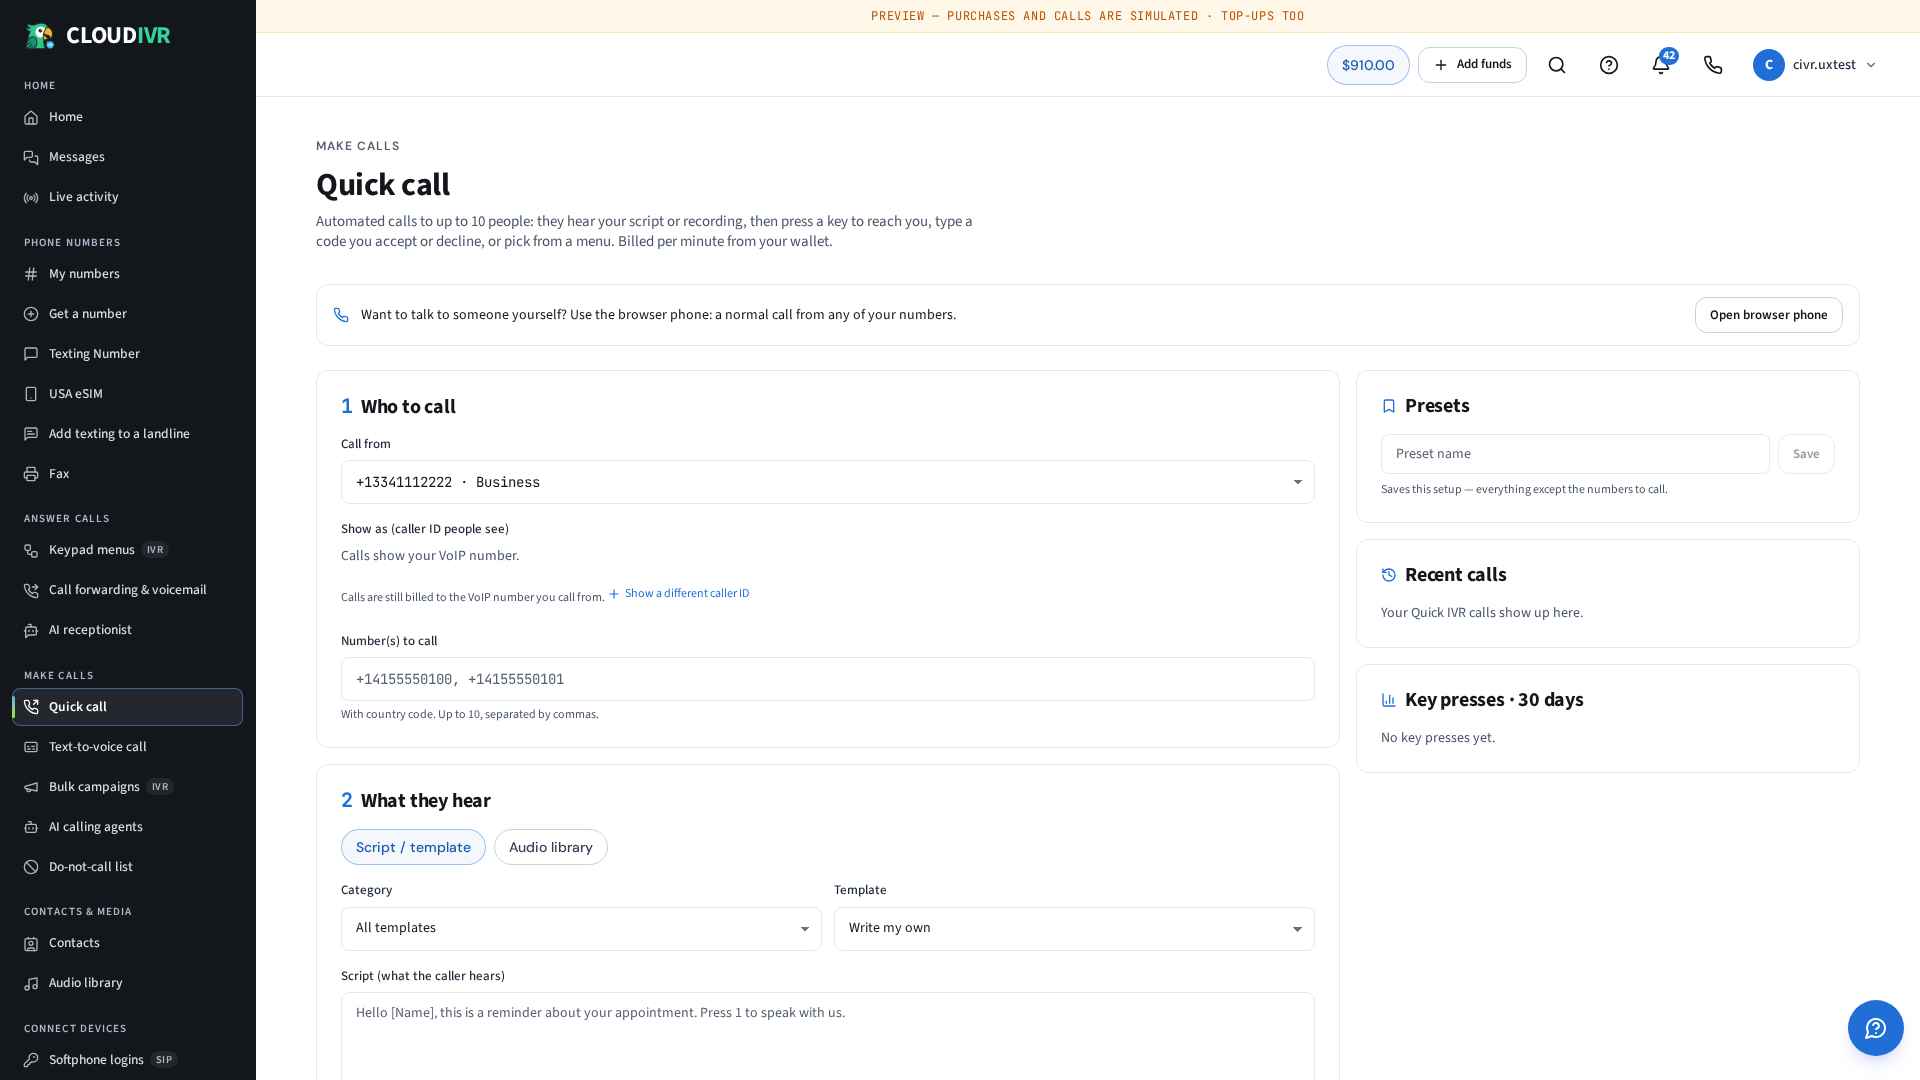 PREVIEW — PURCHASES AND CALLS ARE SIMULATED · TOP-UPS TOO
CLOUDIVR
$910.00
Add funds
42
C
civr.uxtest
HOME
Home
Messages
Live activity
PHONE NUMBERS
My numbers
Get a number
Texting Number
USA eSIM
Add texting to a landline
Fax
ANSWER CALLS
Keypad menus IVR
Call forwarding & voicemail
AI receptionist
MAKE CALLS
Quick call
Text-to-voice call
Bulk campaigns IVR
AI calling agents
Do-not-call list
CONTACTS & MEDIA
Contacts
Audio library
CONNECT DEVICES
Softphone logins SIP
MAKE CALLS
Quick call
Automated calls to up to 10 people: they hear your script or recording, then press a key to reach you, type a
code you accept or decline, or pick from a menu. Billed per minute from your wallet.
Want to talk to someone yourself? Use the browser phone: a normal call from any of your numbers.
Open browser phone
1 Who to call
Call from
+13341112222 · Business
Show as (caller ID people see)
Calls show your VoIP number.
Calls are still billed to the VoIP number you call from. + Show a different caller ID
Number(s) to call
+14155550100, +14155550101
With country code. Up to 10, separated by commas.
2 What they hear
Script / template
Audio library
Category
Template
All templates
Write my own
Script (what the caller hears)
Hello [Name], this is a reminder about your appointment. Press 1 to speak with us.
Presets
Preset name
Save
Saves this setup — everything except the numbers to call.
Recent calls
Your Quick IVR calls show up here.
Key presses · 30 days
No key presses yet.